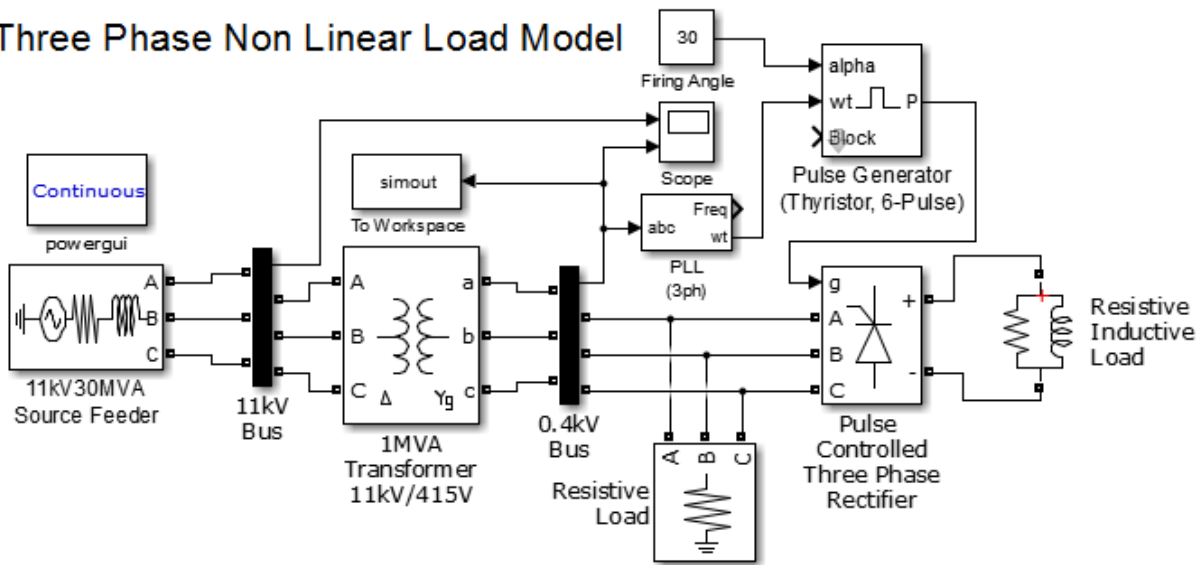 Three Phase Non Linear Load Model
30
Firing Angle
alpha
wt
P
Block
Pulse Generator
(Thyristor, 6-Pulse)
Scope
Continuous
powergui
simout
To Workspace
Freq
abc
wt
PLL
(3ph)
A
B
C
11kV30MVA
Source Feeder
11kV
Bus
A
B
C
a
b
c
Δ
Yg
1MVA
Transformer
11kV/415V
0.4kV
Bus
g
A
B
C
+
-
Pulse
Controlled
Three Phase
Rectifier
Resistive
Inductive
Load
A B C
Resistive
Load